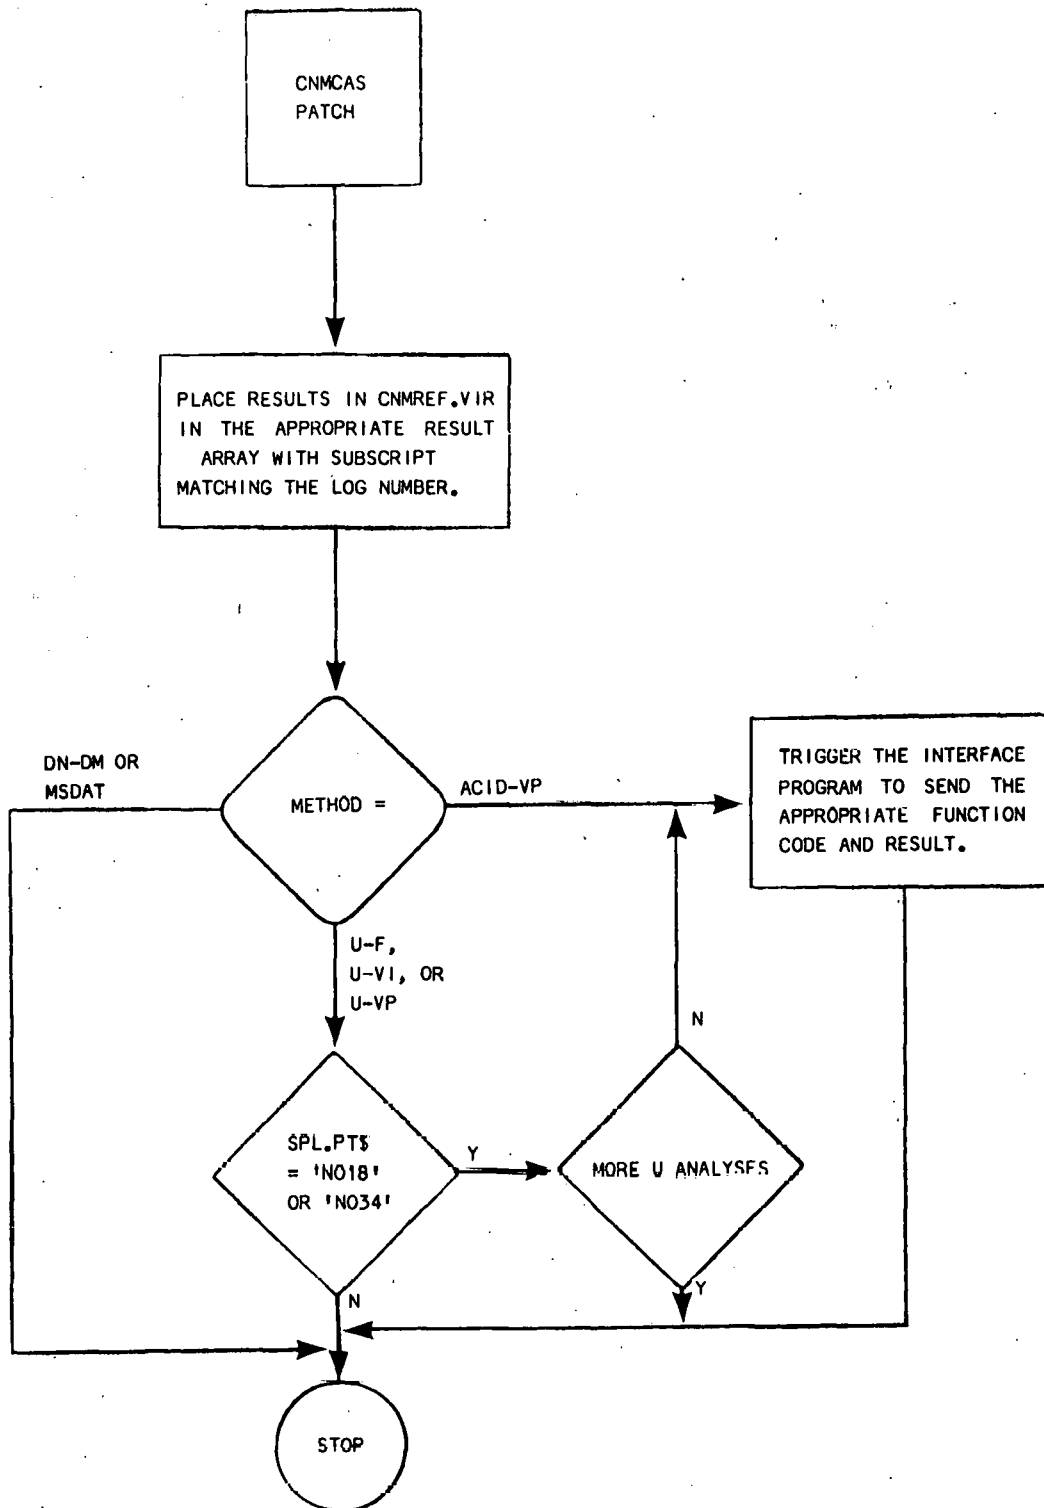 CNMCAS
PATCH
PLACE RESULTS IN CNMREF.VIR
IN THE APPROPRIATE RESULT
ARRAY WITH SUBSCRIPT
MATCHING THE LOG NUMBER.
DN-DM OR
MSDAT
METHOD =
ACID-VP
TRIGGER THE INTERFACE
PROGRAM TO SEND THE
APPROPRIATE FUNCTION
CODE AND RESULT.
U-F,
U-VI, OR
U-VP
N
SPL.PT$
= 'NO18'
OR 'NO34'
Y
MORE U ANALYSES
N
Y
STOP